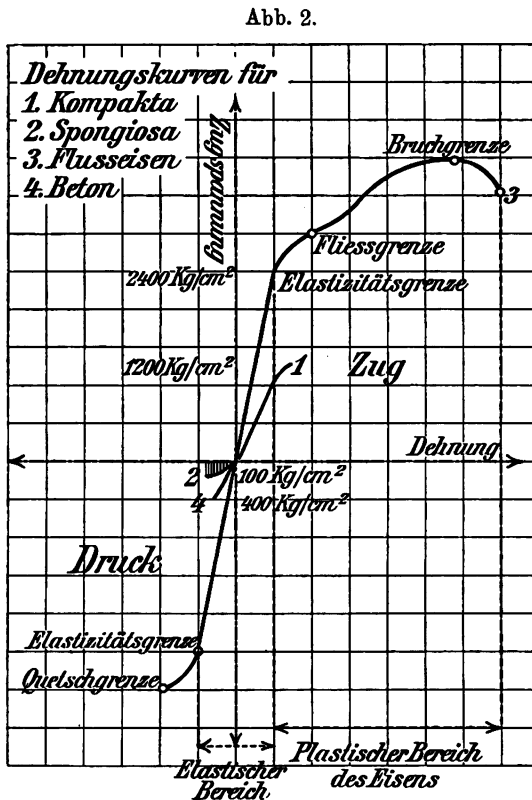 Abb. 2.
Dehnungskurven für
1. Kompakta
2. Spongiosa
3. Flusseisen
4. Beton
Zugspannung
Bruchgrenze
3
Fliessgrenze
2400 Kg/cm²
Elastizitätsgrenze
1200 Kg/cm²
1
Zug
Dehnung
2
100 Kg/cm²
4
400 Kg/cm²
Druck
Elastizitätsgrenze
Quetschgrenze
Elastischer
Bereich
Plastischer Bereich
des Eisens